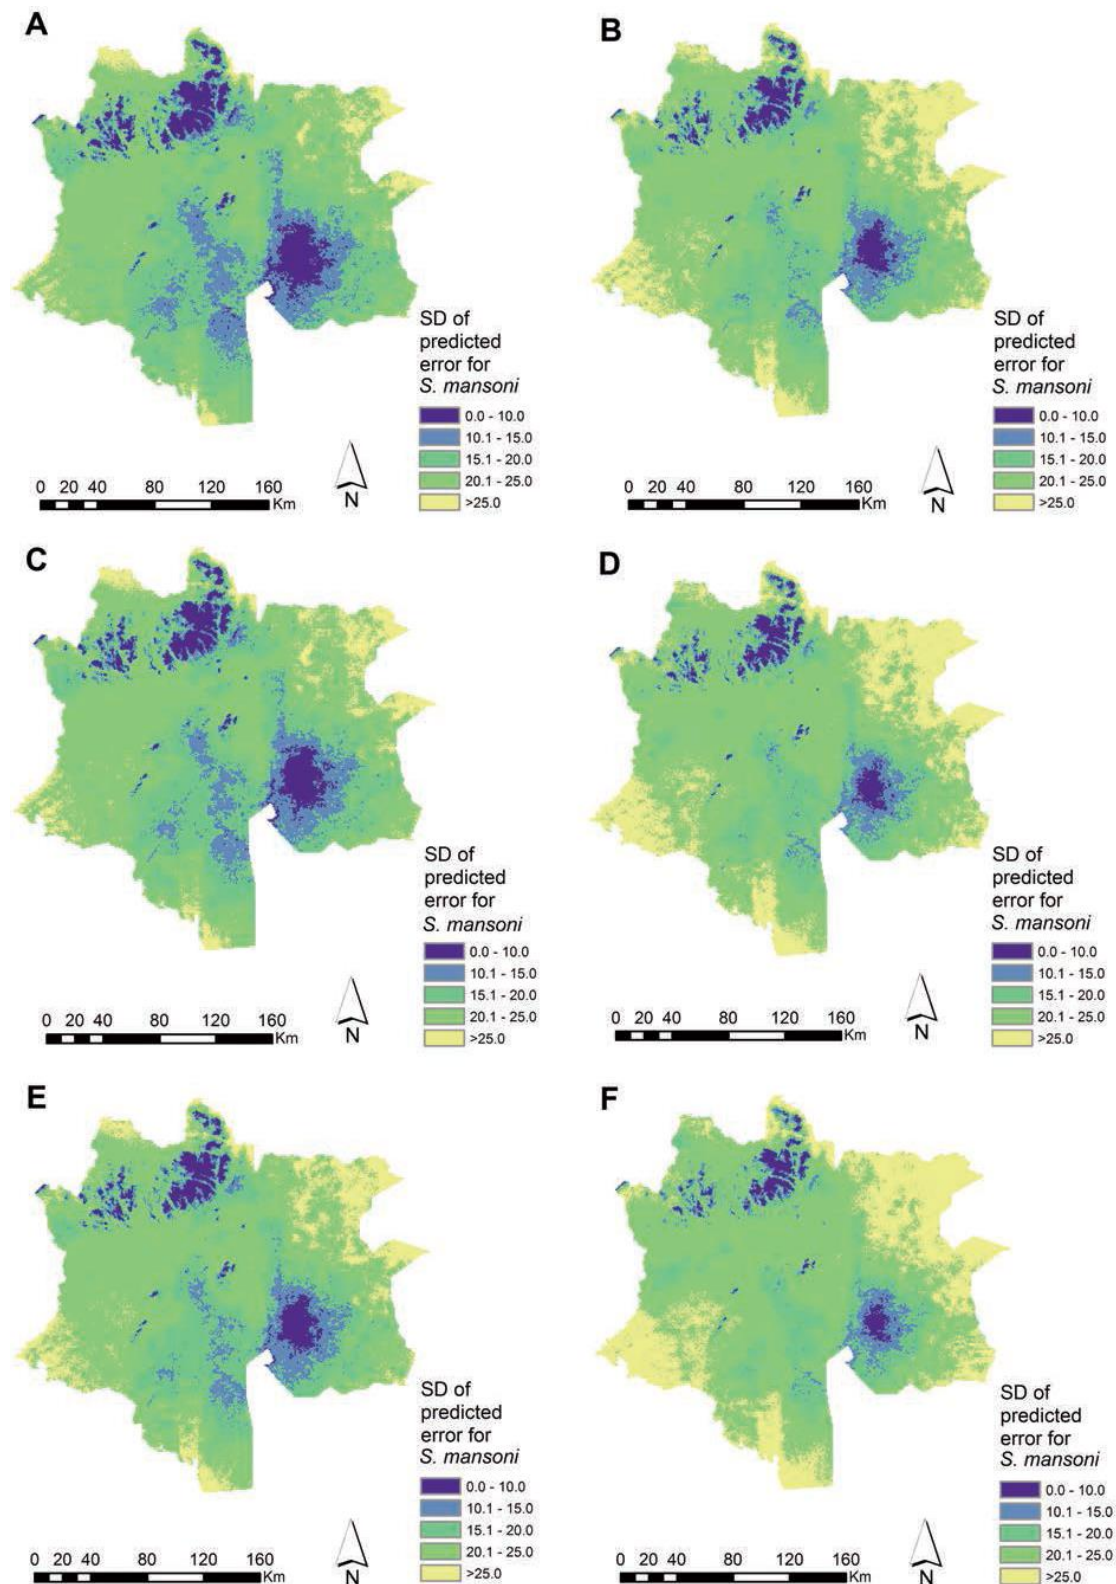 A
SD of
predicted
error for
S. mansoni
0.0 - 10.0
10.1 - 15.0
15.1 - 20.0
20.1 - 25.0
>25.0
0 20 40 80 120 160
Km
N
B
SD of
predicted
error for
S. mansoni
0.0 - 10.0
10.1 - 15.0
15.1 - 20.0
20.1 - 25.0
>25.0
0 20 40 80 120 160
Km
N
C
SD of
predicted
error for
S. mansoni
0.0 - 10.0
10.1 - 15.0
15.1 - 20.0
20.1 - 25.0
>25.0
0 20 40 80 120 160
Km
N
D
SD of
predicted
error for
S. mansoni
0.0 - 10.0
10.1 - 15.0
15.1 - 20.0
20.1 - 25.0
>25.0
0 20 40 80 120 160
Km
N
E
SD of
predicted
error for
S. mansoni
0.0 - 10.0
10.1 - 15.0
15.1 - 20.0
20.1 - 25.0
>25.0
0 20 40 80 120 160
Km
N
F
SD of
predicted
error for
S. mansoni
0.0 - 10.0
10.1 - 15.0
15.1 - 20.0
20.1 - 25.0
>25.0
0 20 40 80 120 160
Km
N